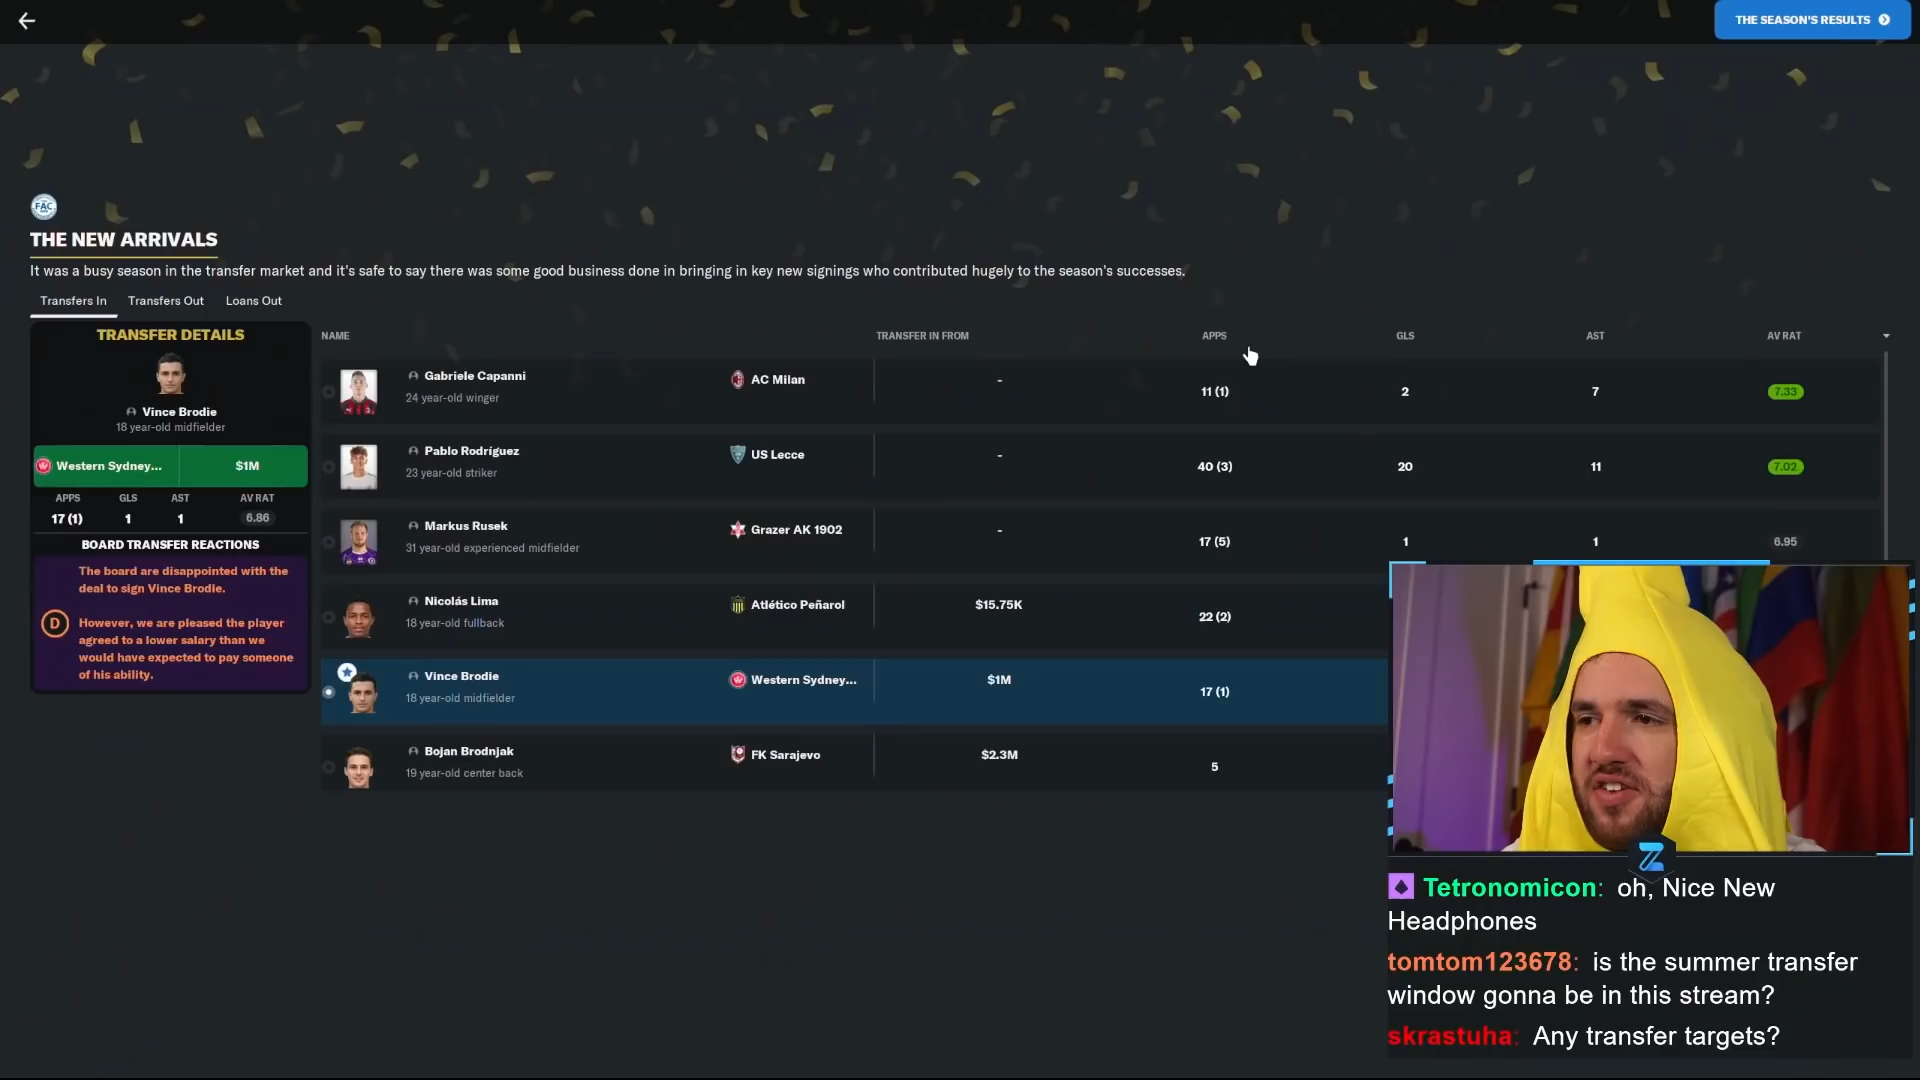 THE SEASON'S RESULTS
FAC
THE NEW ARRIVALS
It was a busy season in the transfer market and it's safe to say there was some good business done in bringing in key new signings who contributed hugely to the season's successes.
Transfers In Transfers Out Loans Out
TRANSFER DETAILS
Vince Brodie
18 year-old midfielder
Western Sydney... $1M
APPS GLS AST AV RAT
17 (1) 1 1 6.86
BOARD TRANSFER REACTIONS
The board are disappointed with the
deal to sign Vince Brodie.
D
However, we are pleased the player
agreed to a lower salary than we
would have expected to pay someone
of his ability.
NAME TRANSFER IN FROM APPS GLS AST AV RAT
Gabriele Capanni
24 year-old winger
AC Milan - 11 (1) 2 7 7.33
Pablo Rodríguez
23 year-old striker
US Lecce - 40 (3) 20 11 7.02
Markus Rusek
31 year-old experienced midfielder
Grazer AK 1902 - 17 (5) 1 1 6.95
Nicolás Lima
18 year-old fullback
Atlético Peñarol $15.75K 22 (2)
Vince Brodie
18 year-old midfielder
Western Sydney... $1M 17 (1)
Bojan Brodnjak
19 year-old center back
FK Sarajevo $2.3M 5
Z
Tetronomicon: oh, Nice New
Headphones
tomtom123678: is the summer transfer
window gonna be in this stream?
skrastuha: Any transfer targets?